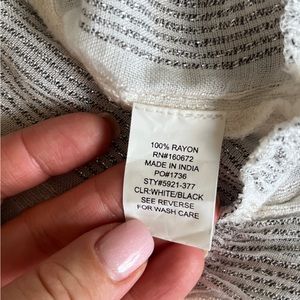 100% RAYON
RN#160672
MADE IN INDIA
PO#1736
STY#5921-377
CLR:WHITE/BLACK
SEE REVERSE
FOR WASH CARE